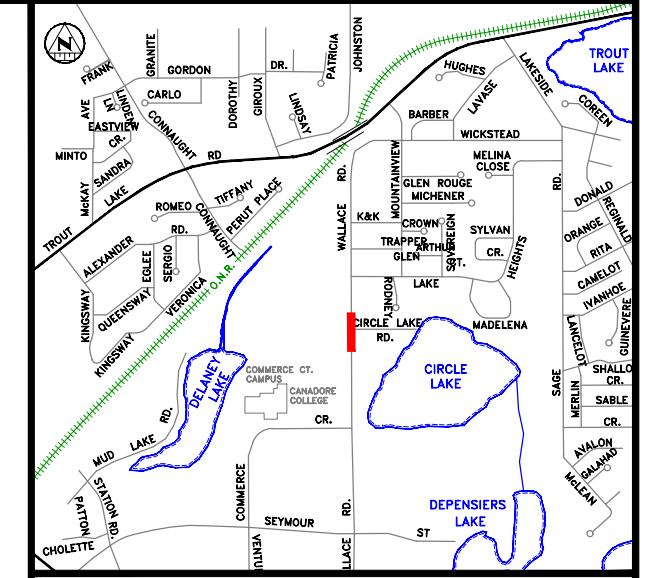 N
FRANK
GRANITE
GORDON
DR.
PATRICIA
JOHNSTON
TROUT
LAKE
LAKESIDE
HUGHES
LAVASE
COREEN
AVE
LINDEN
LN
CARLO
DOROTHY
GIROUX
LINDSAY
EASTVIEW
CR.
CONNAUGHT
BARBER
WICKSTEAD
MINTO
SANDRA
RD
McKAY
LAKE
TROUT
MELINA
CLOSE
RD.
MOUNTAINVIEW
GLEN ROUGE
MICHENER
RD.
DONALD
REGINALD
TIFFANY
ROMEO
PERUT PLACE
CONNAUGHT
RD.
WALLACE
K&K
CROWN
TRAPPER
ARTHUR
GLEN
ST.
SOVEREIGN
SYLVAN
CR.
HEIGHTS
ORANGE
RITA
ALEXANDER
EGLEE
SERGIO
O.N.R.
CAMELOT
IVANHOE
KINGSWAY
QUEENSWAY
VERONICA
KINGSWAY
LAKE
RODNEY
CIRCLE LAKE
RD.
MADELENA
LANCELOT
GUINEVERE
DELANEY
LAKE
COMMERCE CT.
CAMPUS
CANADORE
COLLEGE
CIRCLE
LAKE
SAGE
MERLIN
SHALLO
CR.
SABLE
CR.
CR.
RD.
LAKE
MUD
AVALON
GALAHAD
McLEAN
STATION RD.
PATTON
COMMERCE
RD.
DEPENSIERS
LAKE
SEYMOUR
ST
CHOLETTE
VENTU
LLACE